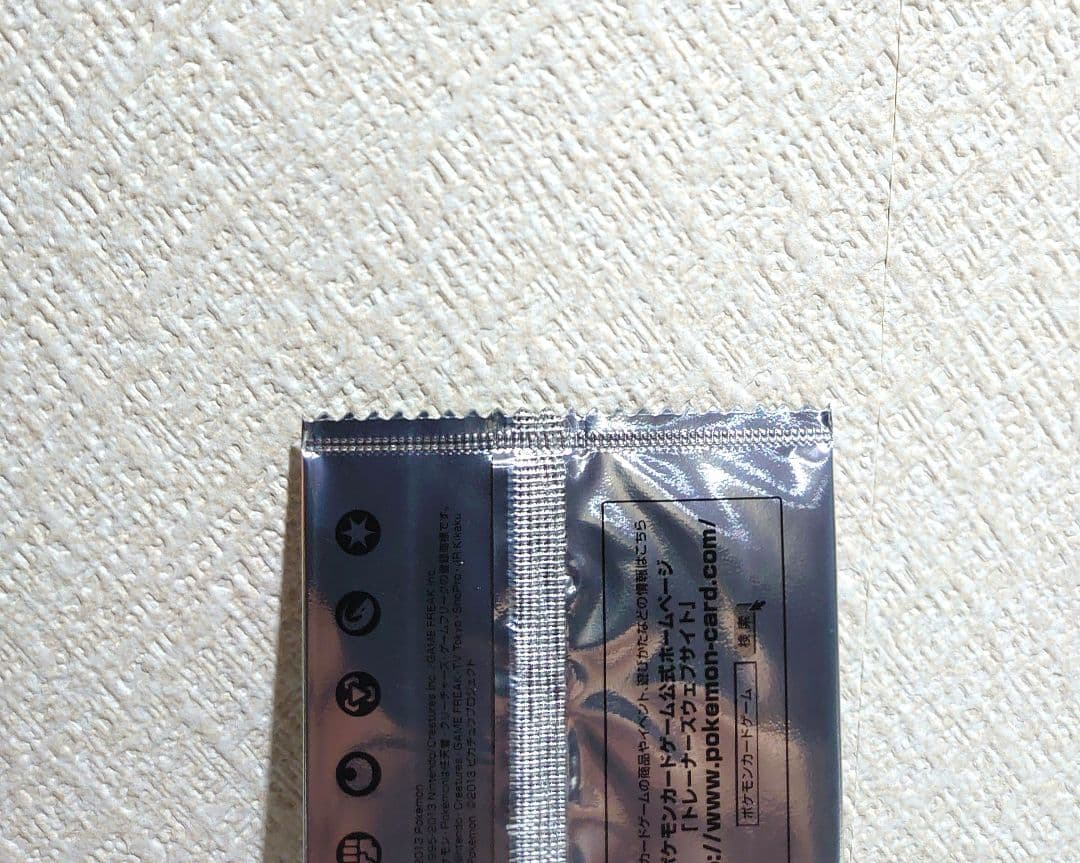 2013 Pokémon
1995-2013 Nintendo/Creatures Inc./GAME FREAK inc.
ケモン・Pokémonは任天堂・クリーチャーズ・ゲームフリークの登録商標です。
Nintendo・Creatures・GAME FREAK・TV Tokyo・ShoPro・JR Kikaku
Pokémon ©2013 ピカチュウプロジェクト
カードゲームの商品やイベント、遊びかたなどの情報はこちら
ポケモンカードゲーム公式ホームページ
「トレーナーズウェブサイト」
p://www.pokemon-card.com/
ポケモンカードゲーム 検索